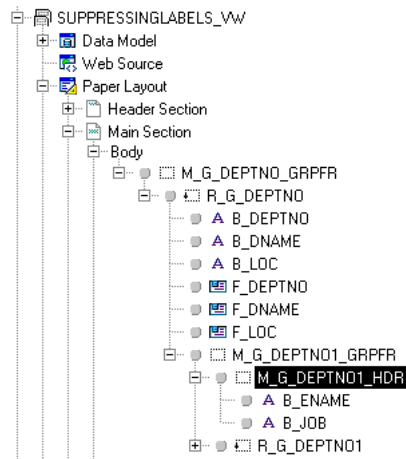 SUPPRESSINGLABELS_VW
Data Model
Web Source
Paper Layout
Header Section
Main Section
Body
M_G_DEPTNO_GRPFR
R_G_DEPTNO
A B_DEPTNO
A B_DNAME
A B_LOC
F_DEPTNO
F_DNAME
F_LOC
M_G_DEPTNO1_GRPFR
M_G_DEPTNO1_HDR
A B_ENAME
A B_JOB
R_G_DEPTNO1